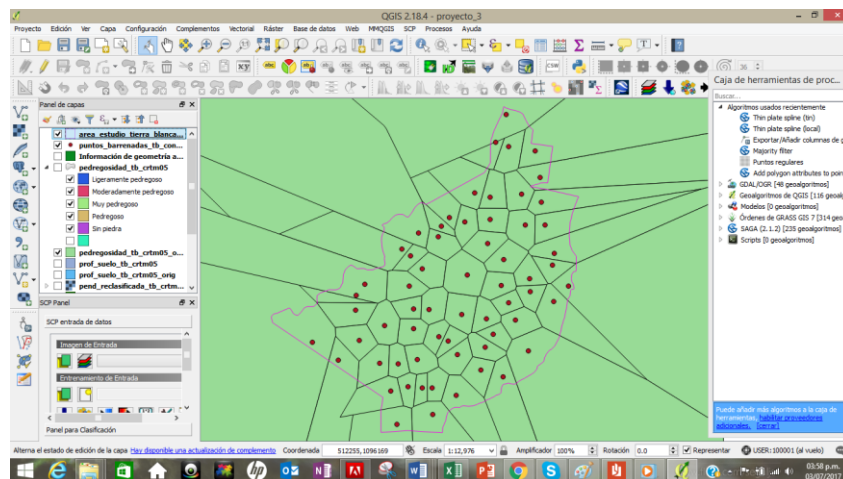 QGIS 2.18.4 - proyecto_3
Proyecto Edición Ver Capa Configuración Complementos Vectorial Ráster Base de datos Web MMQGIS SCP Procesos Ayuda
Panel de capas
area_estudio_tierra_blanca...
puntos_barrenadas_tb_con...
Información de geometría a...
pedregosidad_tb_crtm05
Ligeramente pedregoso
Moderadamente pedregoso
Muy pedregoso
Pedregoso
Sin piedra
pedregosidad_tb_crtm05_o...
prof_suelo_tb_crtm05
prof_suelo_tb_crtm05_orig
pend_reclasificada_tb_crtm...
SCP Panel
SCP entrada de datos
Imagen de Entrada
Entrenamiento de Entrada
Panel para Clasificación
Caja de herramientas de proc...
Buscar...
Algoritmos usados recientemente
Thin plate spline (tin)
Thin plate spline (local)
Exportar/Añadir columnas de g
Majority filter
Puntos regulares
Add polygon attributes to poin
GDAL/OGR [48 geoalgoritmos]
Geoalgoritmos de QGIS [116 geoalg
Modelos [0 geoalgoritmos]
Órdenes de GRASS GIS 7 [314 geoa
SAGA (2.1.2) [235 geoalgoritmos]
Scripts [0 geoalgoritmos]
Puede añadir más algoritmos a la caja de
herramientas, habilitar proveedores
adicionales. [cerrar]
Alterna el estado de edición de la capa Hay disponible una actualización de complemento Coordenada 512255,1096169 Escala 1:12,976 Amplificador 100% Rotación 0.0 Representar USER:100001 (al vuelo)
03:58 p.m.
03/07/2017